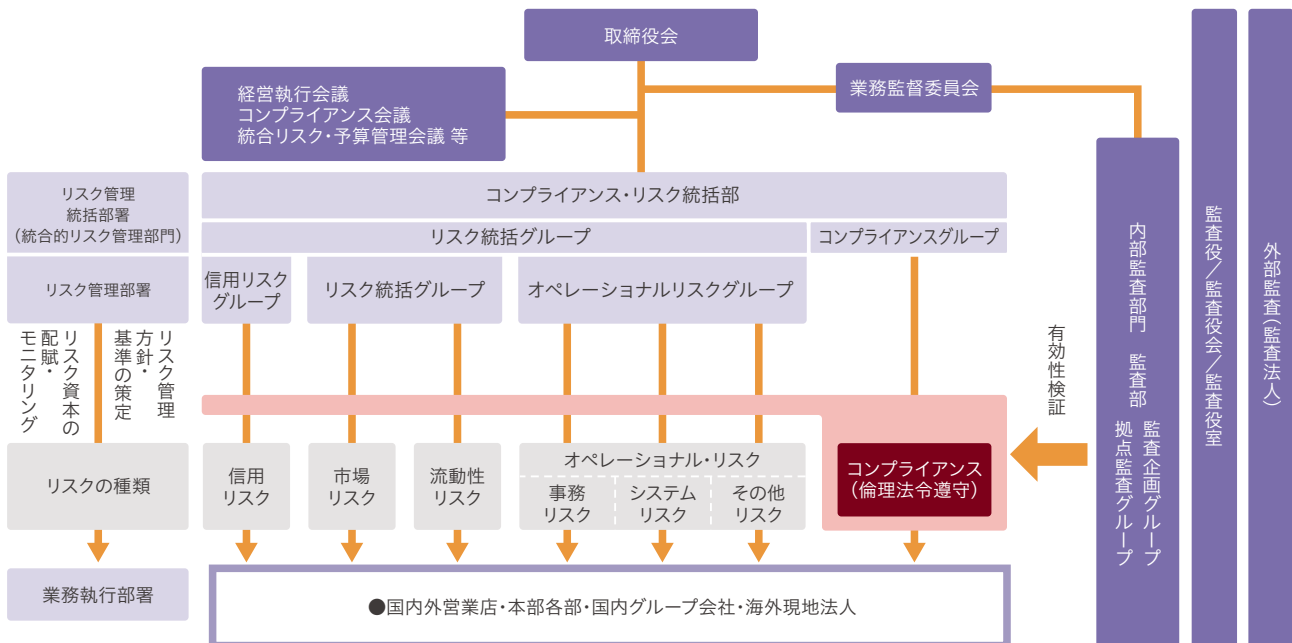 取締役会
業務監督委員会
経営執行会議
コンプライアンス会議
統合リスク・予算管理会議 等
リスク管理
統括部署
(統合的リスク管理部門)
コンプライアンス・リスク統括部
リスク統括グループ
コンプライアンスグループ
リスク管理部署
信用リスク
グループ
リスク統括グループ
オペレーショナルリスクグループ
リスク管理
方針・
基準の策定
リスク資本の
配賦・
モニタリング
有効性検証
リスクの種類
信用
リスク
市場
リスク
流動性
リスク
オペレーショナル・リスク
事務
リスク
システム
リスク
その他
リスク
コンプライアンス
(倫理法令遵守)
業務執行部署
●国内外営業店・本部各部・国内グループ会社・海外現地法人
内部監査部門 監査部
監査企画グループ
拠点監査グループ
監査役／監査役会／監査役室
外部監査(監査法人)